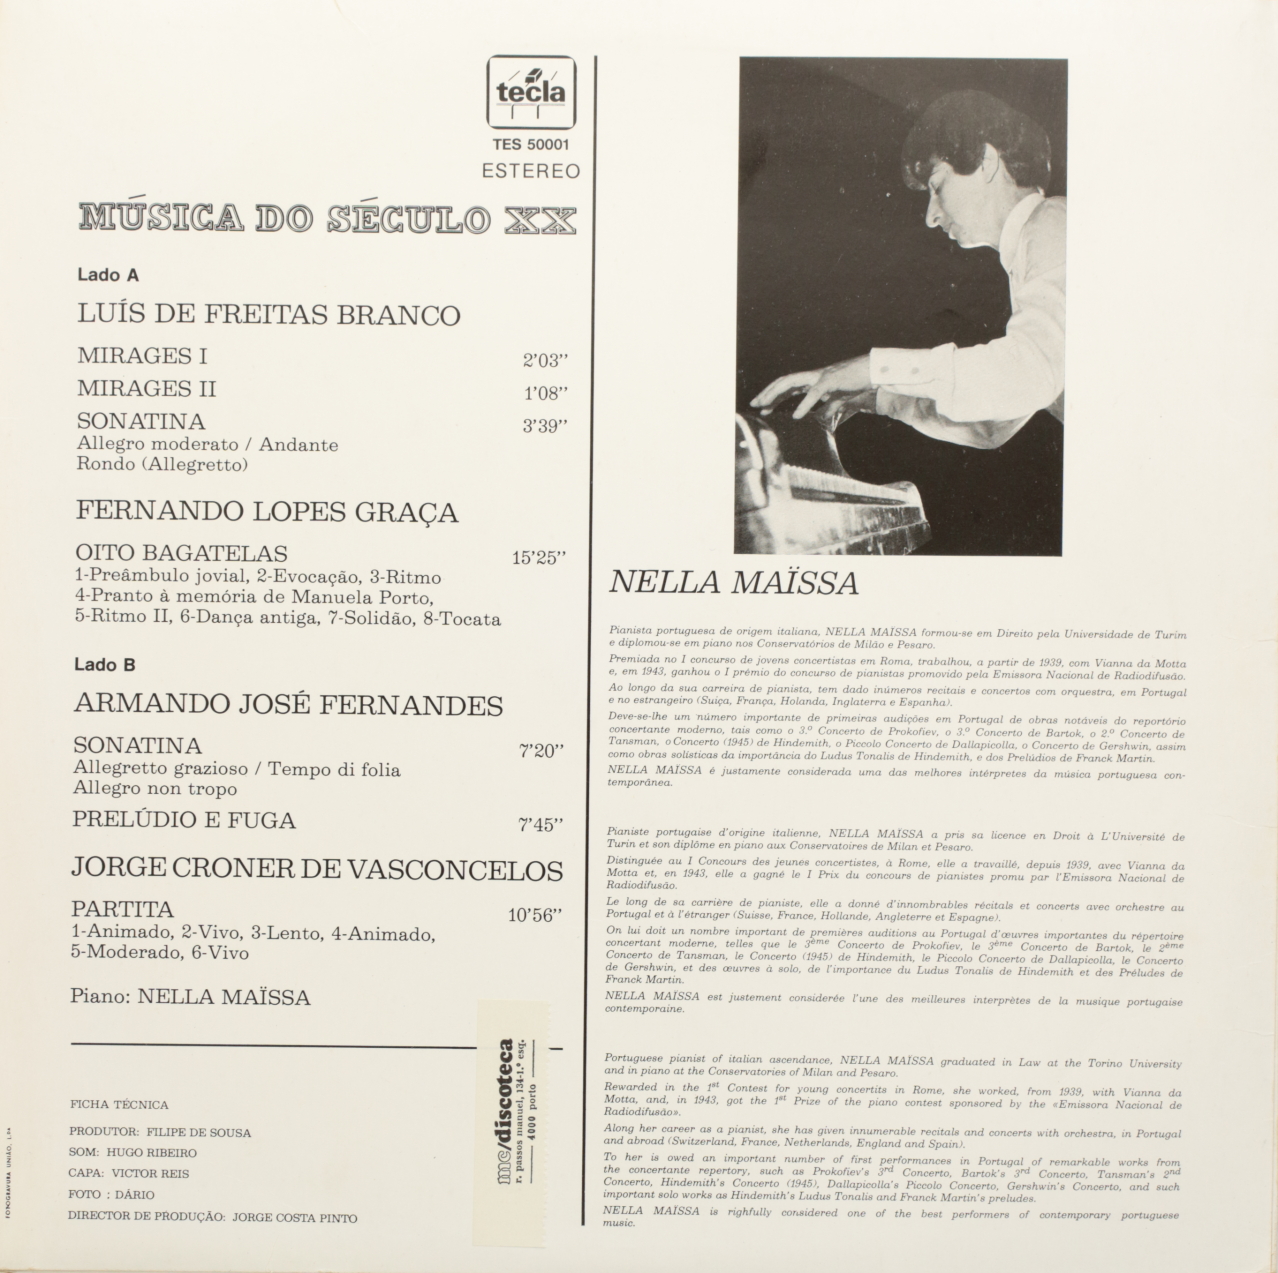 tecla
TES 50001
ESTEREO
MÚSICA DO SÉCULO XX
Lado A
LUÍS DE FREITAS BRANCO
MIRAGES I 2’03’’
MIRAGES II 1’08’’
SONATINA 3’39’’
Allegro moderato / Andante
Rondo (Allegretto)
FERNANDO LOPES GRAÇA
OITO BAGATELAS 15’25’’
1-Preâmbulo jovial, 2-Evocação, 3-Ritmo
4-Pranto à memória de Manuela Porto,
5-Ritmo II, 6-Dança antiga, 7-Solidão, 8-Tocata
Lado B
ARMANDO JOSÉ FERNANDES
SONATINA 7’20’’
Allegretto grazioso / Tempo di folia
Allegro non tropo
PRELÚDIO E FUGA 7’45’’
JORGE CRONER DE VASCONCELOS
PARTITA 10’56’’
1-Animado, 2-Vivo, 3-Lento, 4-Animado,
5-Moderado, 6-Vivo
Piano: NELLA MAÏSSA
FICHA TÉCNICA
PRODUTOR: FILIPE DE SOUSA
SOM: HUGO RIBEIRO
CAPA: VICTOR REIS
FOTO : DÁRIO
DIRECTOR DE PRODUÇÃO: JORGE COSTA PINTO
mc/discoteca
r. passos manuel, 134-1.º esq.
4000 porto
FONOGRAVURA UNIÃO, L.da
NELLA MAÏSSA
Pianista portuguesa de origem italiana, NELLA MAÏSSA formou-se em Direito pela Universidade de Turim
e diplomou-se em piano nos Conservatórios de Milão e Pesaro.
Premiada no I concurso de jovens concertistas em Roma, trabalhou, a partir de 1939, com Vianna da Motta
e, em 1943, ganhou o I prémio do concurso de pianistas promovido pela Emissora Nacional de Radiodifusão.
Ao longo da sua carreira de pianista, tem dado inúmeros recitais e concertos com orquestra, em Portugal
e no estrangeiro (Suiça, França, Holanda, Inglaterra e Espanha).
Deve-se-lhe um número importante de primeiras audições em Portugal de obras notáveis do reportório
concertante moderno, tais como o 3.º Concerto de Prokofiev, o 3.º Concerto de Bartok, o 2.º Concerto de
Tansman, o Concerto (1945) de Hindemith, o Piccolo Concerto de Dallapicolla, o Concerto de Gershwin, assim
como obras solísticas da importância do Ludus Tonalis de Hindemith, e dos Prelúdios de Franck Martin.
NELLA MAÏSSA é justamente considerada uma das melhores intérpretes da música portuguesa con-
temporânea.
Pianiste portugaise d’origine italienne, NELLA MAÏSSA a pris sa licence en Droit à L’Université de
Turin et son diplôme en piano aux Conservatoires de Milan et Pesaro.
Distinguée au I Concours des jeunes concertistes, à Rome, elle a travaillé, depuis 1939, avec Vianna da
Motta et, en 1943, elle a gagné le I Prix du concours de pianistes promu par l’Emissora Nacional de
Radiodifusão.
Le long de sa carrière de pianiste, elle a donné d’innombrables récitals et concerts avec orchestre au
Portugal et à l’étranger (Suisse, France, Hollande, Angleterre et Espagne).
On lui doit un nombre important de premières auditions au Portugal d’œuvres importantes du répertoire
concertant moderne, telles que le 3ème Concerto de Prokofiev, le 3ème Concerto de Bartok, le 2ème
Concerto de Tansman, le Concerto (1945) de Hindemith, le Piccolo Concerto de Dallapicolla, le Concerto
de Gershwin, et des œuvres à solo, de l’importance du Ludus Tonalis de Hindemith et des Préludes de
Franck Martin.
NELLA MAÏSSA est justement considerée l’une des meilleures interprètes de la musique portugaise
contemporaine.
Portuguese pianist of italian ascendance, NELLA MAÏSSA graduated in Law at the Torino University
and in piano at the Conservatories of Milan and Pesaro.
Rewarded in the 1st Contest for young concertits in Rome, she worked, from 1939, with Vianna da
Motta, and, in 1943, got the 1st Prize of the piano contest sponsored by the «Emissora Nacional de
Radiodifusão».
Along her career as a pianist, she has given innumerable recitals and concerts with orchestra, in Portugal
and abroad (Switzerland, France, Netherlands, England and Spain).
To her is owed an important number of first performances in Portugal of remarkable works from
the concertante repertory, such as Prokofiev’s 3rd Concerto, Bartok’s 3rd Concerto, Tansman’s 2nd
Concerto, Hindemith’s Concerto (1945), Dallapicolla’s Piccolo Concerto, Gershwin’s Concerto, and such
important solo works as Hindemith’s Ludus Tonalis and Franck Martin’s preludes.
NELLA MAÏSSA is righfully considered one of the best performers of contemporary portuguese
music.